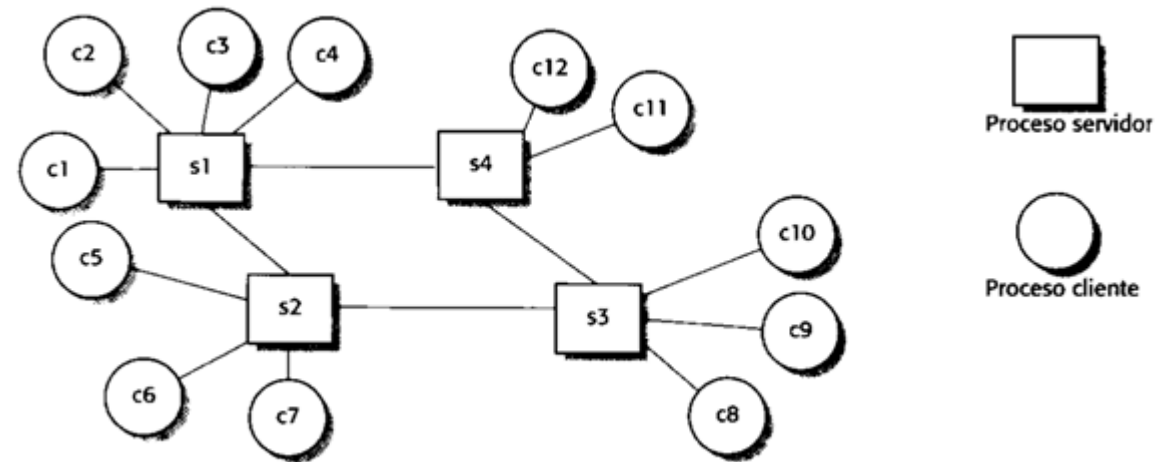 c2
c3
c4
c12
c11
Proceso servidor
c1
s1
s4
c5
c10
Proceso cliente
s2
s3
c9
c6
c7
c8